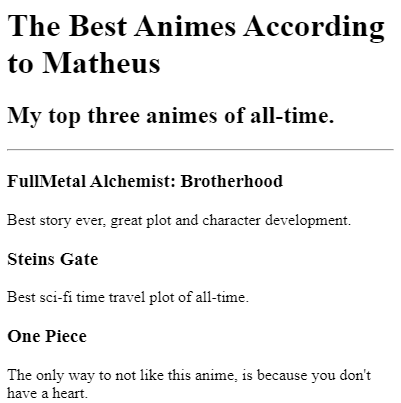 The Best Animes According
to Matheus
My top three animes of all-time.
FullMetal Alchemist: Brotherhood
Best story ever, great plot and character development.
Steins Gate
Best sci-fi time travel plot of all-time.
One Piece
The only way to not like this anime, is because you don't
have a heart.